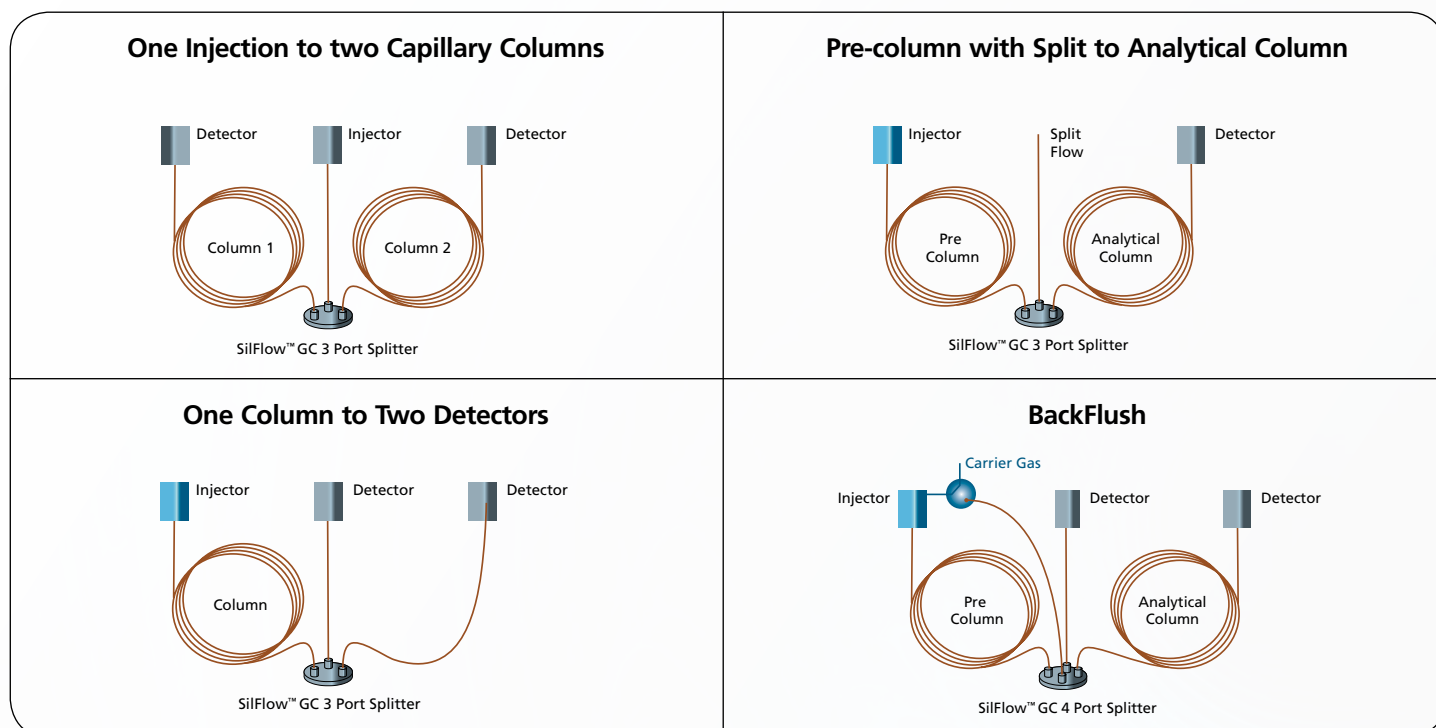 One Injection to two Capillary Columns
Detector
Injector
Detector
Column 1
Column 2
SilFlow™ GC 3 Port Splitter
Pre-column with Split to Analytical Column
Injector
Split
Flow
Detector
Pre
Column
Analytical
Column
SilFlow™ GC 3 Port Splitter
One Column to Two Detectors
Injector
Detector
Detector
Column
SilFlow™ GC 3 Port Splitter
BackFlush
Carrier Gas
Injector
Detector
Detector
Pre
Column
Analytical
Column
SilFlow™ GC 4 Port Splitter